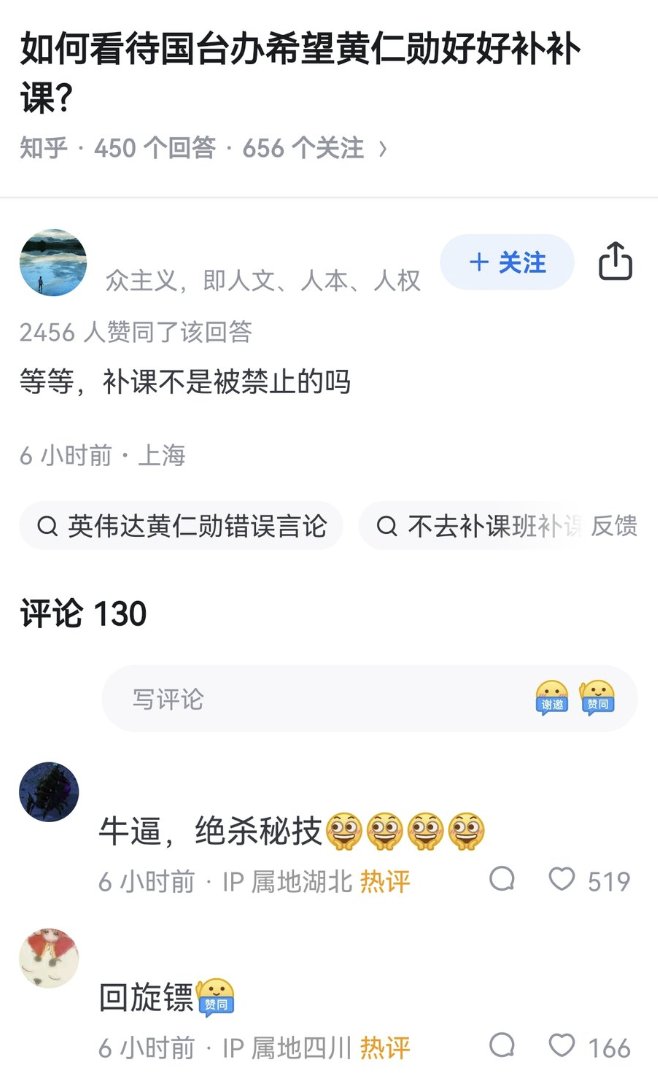 如何看待国台办希望黄仁勋好好补补
课?
知乎 · 450 个回答 · 656 个关注 >
众主义，即人文、人本、人权
+ 关注
2456 人赞同了该回答
等等，补课不是被禁止的吗
6 小时前 · 上海
英伟达黄仁勋错误言论
不去补课班补课
反馈
评论 130
写评论
谢邀
赞同
牛逼，绝杀秘技
6 小时前 · IP 属地湖北 热评
519
回旋镖
赞同
6 小时前 · IP 属地四川 热评
166